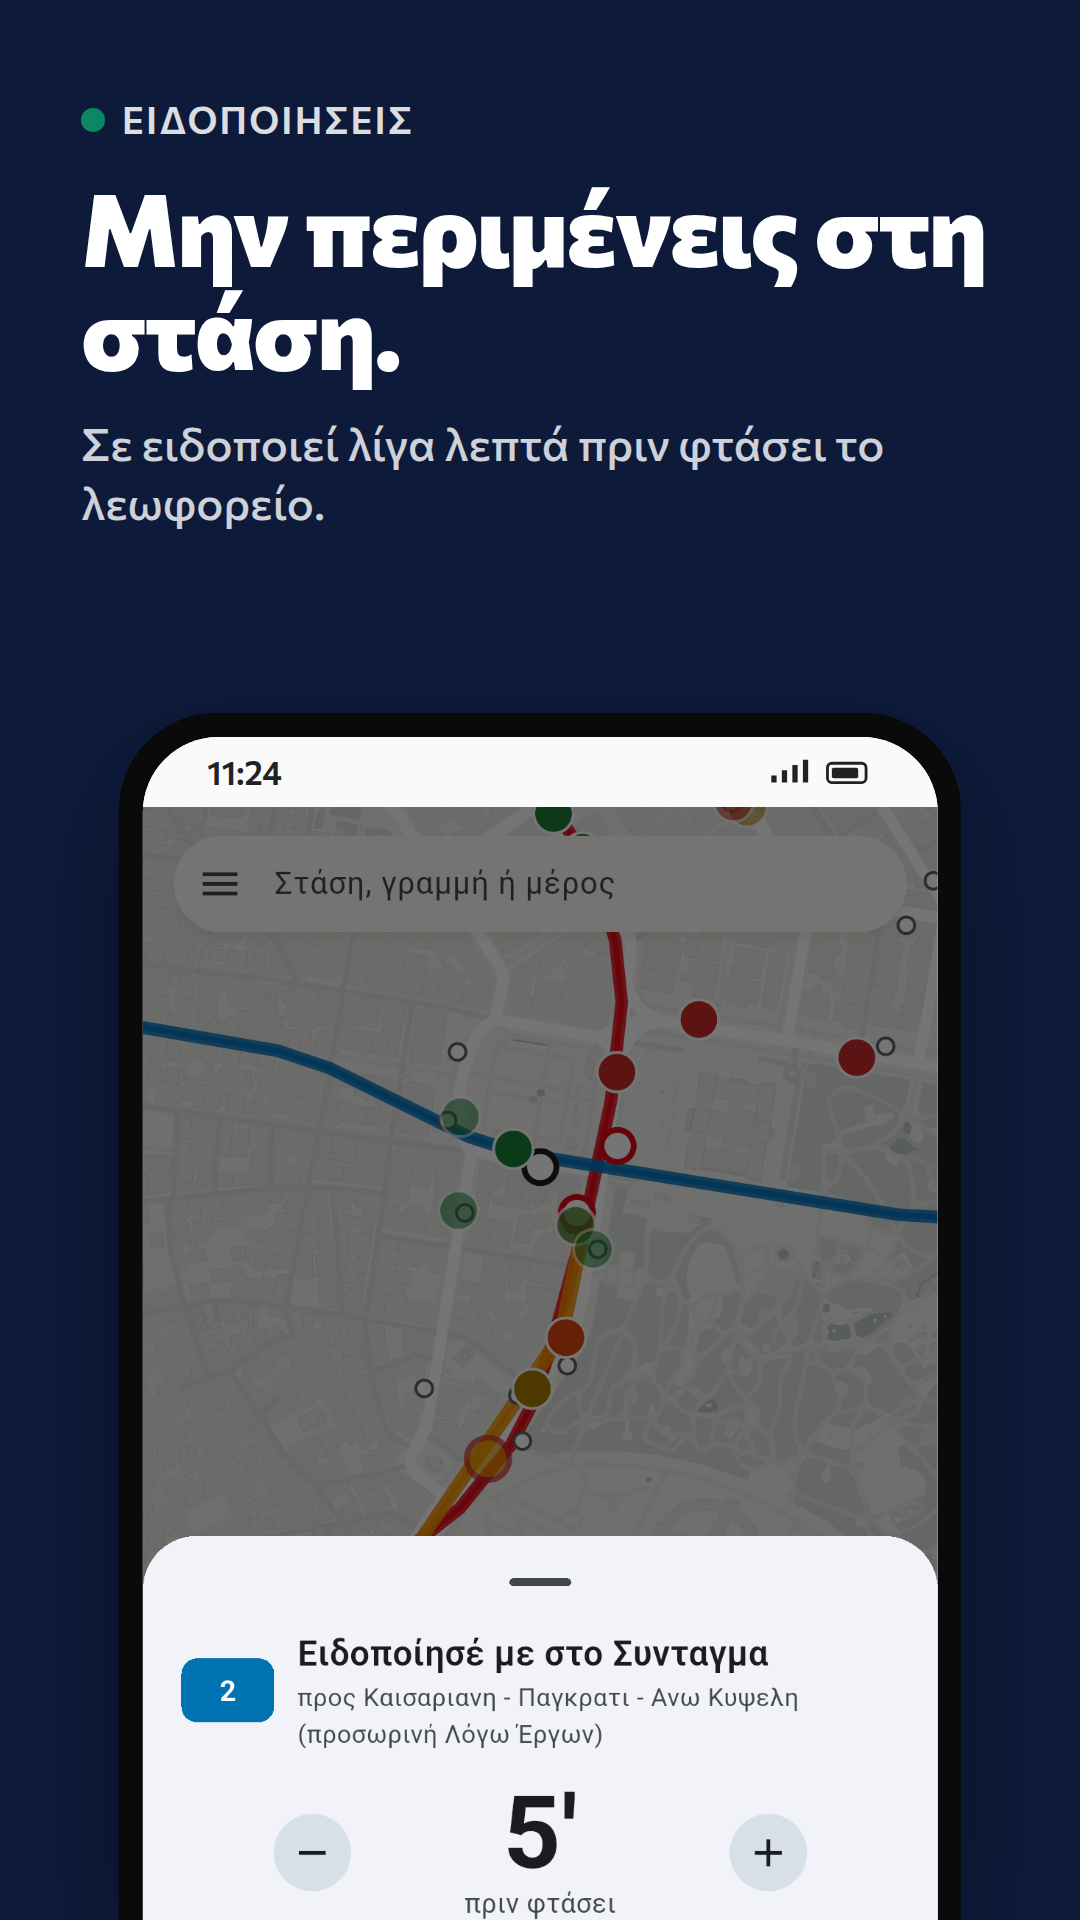 ΕΙΔΟΠΟΙΗΣΕΙΣ
Μην περιμένεις στη
στάση.
Σε ειδοποιεί λίγα λεπτά πριν φτάσει το
λεωφορείο.
11:24
Στάση, γραμμή ή μέρος
Ειδοποίησέ με στο Συνταγμα
2
προς Καισαριανη - Παγκρατι - Ανω Κυψελη
(προσωρινή Λόγω Έργων)
5'
πριν φτάσει